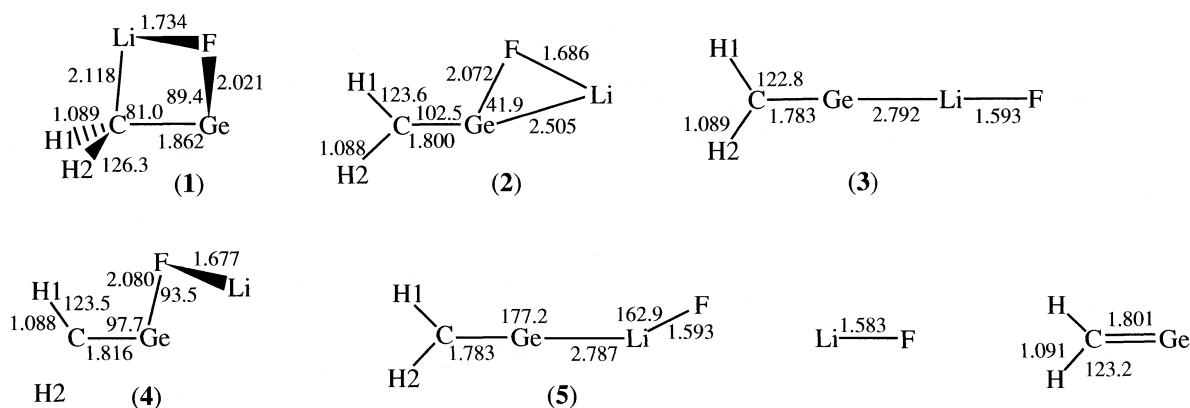 1.734
Li F
2.118 2.021
89.4
1.089 81.0
H1 C Ge
1.862
H2 126.3
(1)
F 1.686
2.072
H1 Li
123.6 102.5 41.9
C Ge 2.505
1.800
1.088
H2
(2)
H1
122.8
C Ge Li F
1.783 2.792 1.593
1.089
H2
(3)
F 1.677
2.080 Li
H1 123.5 93.5
1.088 97.7
C Ge
1.816
H2 (4)
H1 F
177.2 162.9
C Ge Li 1.593
1.783 2.787
H2
(5)
1.583
Li F
H
1.801
C Ge
1.091
H 123.2